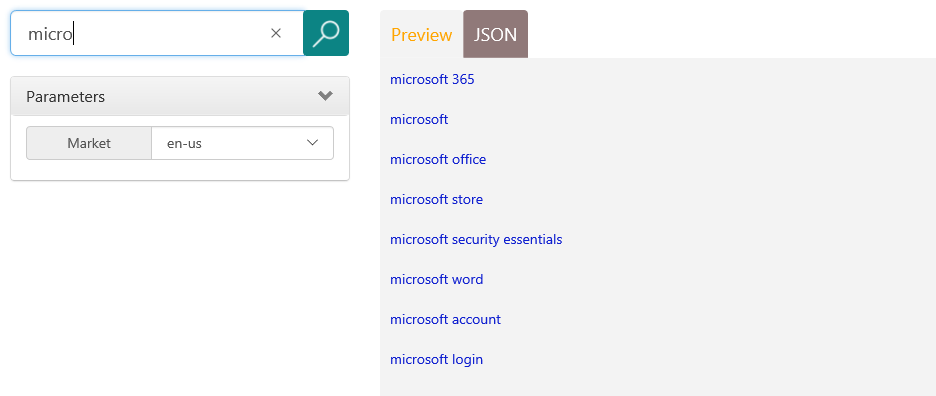 micro
Parameters
Market
en-us
Preview
JSON
microsoft 365
microsoft
microsoft office
microsoft store
microsoft security essentials
microsoft word
microsoft account
microsoft login